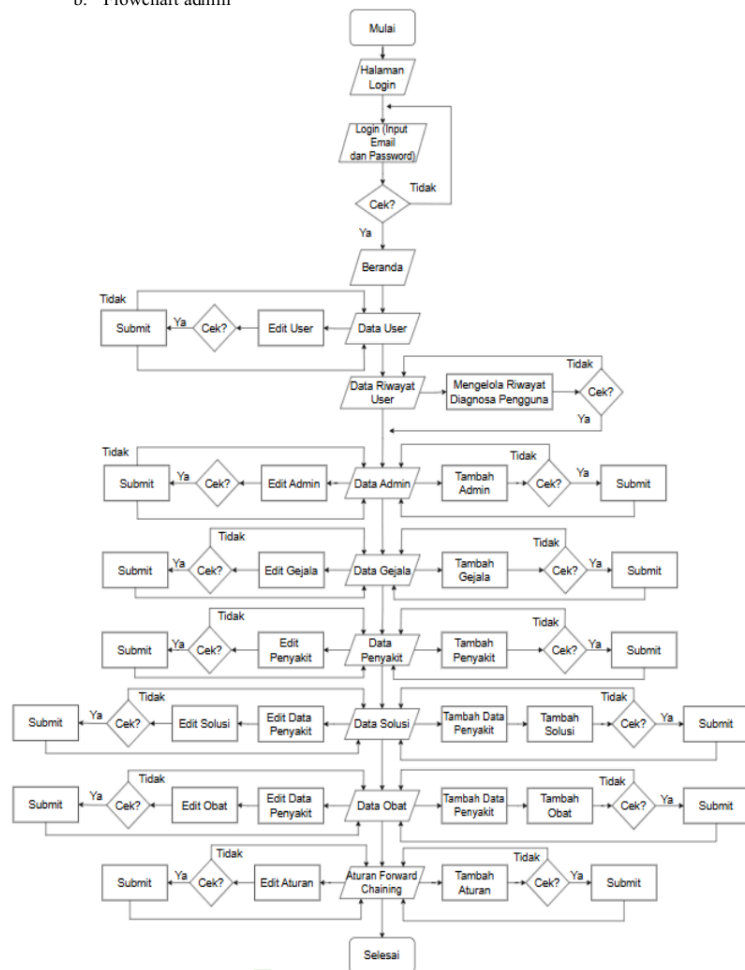 b. Flowchart admin
Mulai
Halaman
Login
Login (Input
Email
dan Password)
Tidak
Cek?
Ya
Beranda
Tidak
Submit
Ya
Cek?
Edit User
Data User
Data Riwayat
User
Mengelola Riwayat
Diagnosa Pengguna
Tidak
Cek?
Ya
Tidak
Submit
Ya
Cek?
Edit Admin
Data Admin
Tambah
Admin
Tidak
Cek?
Ya
Submit
Submit
Ya
Tidak
Cek?
Edit Gejala
Data Gejala
Tambah
Gejala
Tidak
Cek?
Ya
Submit
Submit
Ya
Tidak
Cek?
Edit
Penyakit
Data
Penyakit
Tambah
Penyakit
Tidak
Cek?
Ya
Submit
Submit
Ya
Tidak
Cek?
Edit Solusi
Edit Data
Penyakit
Data Solusi
Tambah Data
Penyakit
Tambah
Solusi
Tidak
Cek?
Ya
Submit
Submit
Ya
Tidak
Cek?
Edit Obat
Edit Data
Penyakit
Data Obat
Tambah Data
Penyakit
Tambah
Obat
Tidak
Cek?
Ya
Submit
Submit
Ya
Tidak
Cek?
Edit Aturan
Aturan Forward
Chaining
Tambah
Aturan
Tidak
Cek?
Ya
Submit
Selesai